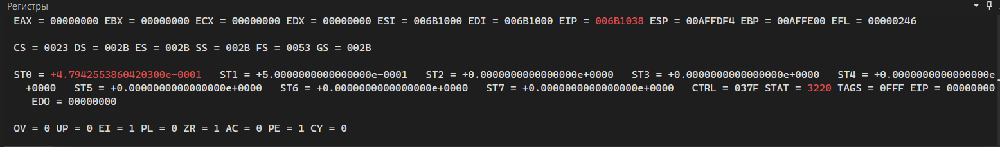 Регистры
EAX = 00000000 EBX = 00000000 ECX = 00000000 EDX = 00000000 ESI = 006B1000 EDI = 006B1000 EIP = 006B1038 ESP = 00AFFDF4 EBP = 00AFFE00 EFL = 00000246
CS = 0023 DS = 002B ES = 002B SS = 002B FS = 0053 GS = 002B
ST0 = +4.7942553860420300e-0001 ST1 = +5.0000000000000000e-0001 ST2 = +0.0000000000000000e+0000 ST3 = +0.0000000000000000e+0000 ST4 = +0.0000000000000000e
+0000 ST5 = +0.0000000000000000e+0000 ST6 = +0.0000000000000000e+0000 ST7 = +0.0000000000000000e+0000 CTRL = 037F STAT = 3220 TAGS = 0FFF EIP = 00000000
EDO = 00000000
OV = 0 UP = 0 EI = 1 PL = 0 ZR = 1 AC = 0 PE = 1 CY = 0